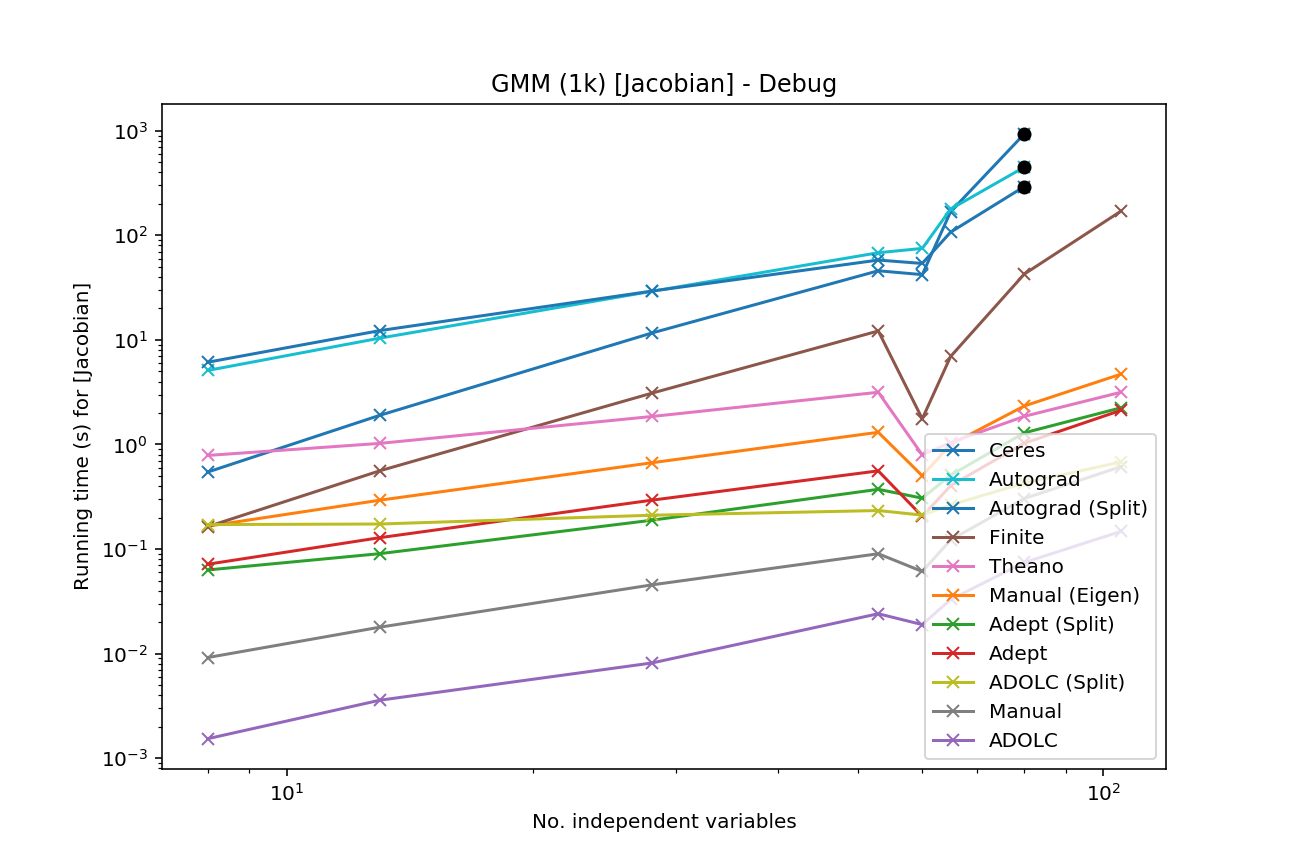 GMM (1k) [Jacobian] - Debug
Running time (s) for [Jacobian]
10³
10²
10¹
10⁰
10⁻¹
10⁻²
10⁻³
Ceres
Autograd
Autograd (Split)
Finite
Theano
Manual (Eigen)
Adept (Split)
Adept
ADOLC (Split)
Manual
ADOLC
10¹
10²
No. independent variables